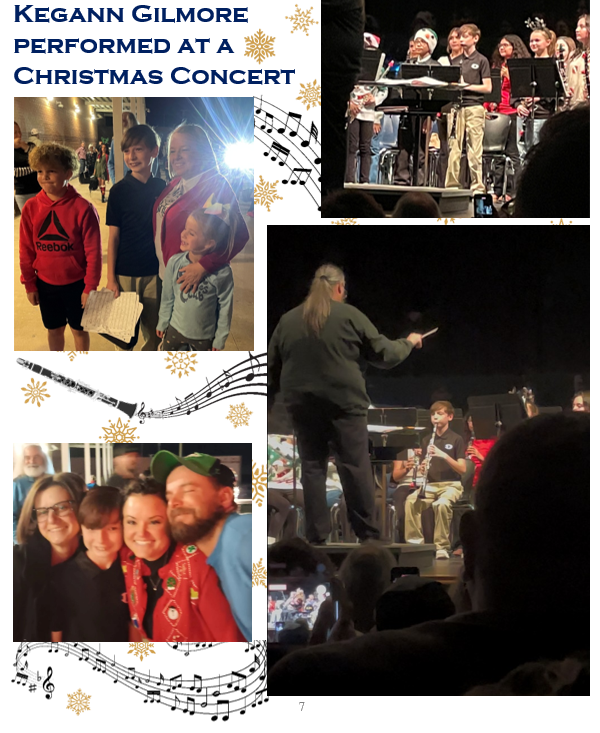 Kegann Gilmore
performed at a
Christmas Concert
Reebok
7